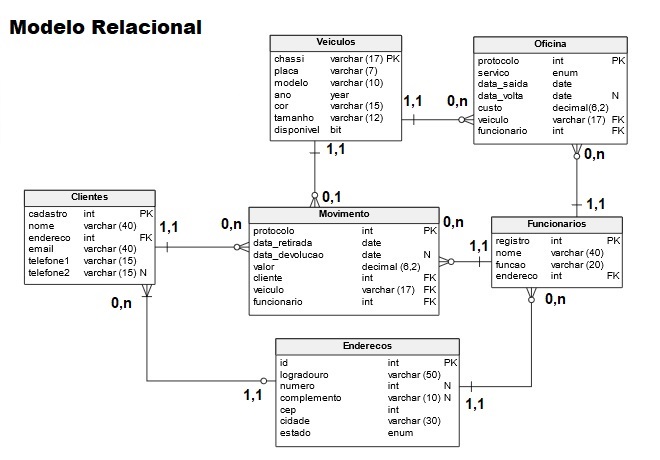 Modelo Relacional
Veiculos
chassi varchar (17) PK
placa varchar (7)
modelo varchar (10)
ano year
cor varchar (15)
tamanho varchar (12)
disponivel bit
1,1
0,n
1,1
Oficina
protocolo int PK
servico enum
data_saida date
data_volta date N
custo decimal(6,2)
veiculo varchar (17) FK
funcionario int FK
0,n
1,1
0,1
Clientes
cadastro int PK
nome varchar (40)
endereco int FK
email varchar (40)
telefone1 varchar (15)
telefone2 varchar (15) N
1,1
0,n
0,n
Movimento
protocolo int PK
data_retirada date
data_devolucao date N
valor decimal (6,2)
cliente int FK
veiculo varchar (17) FK
funcionario int FK
0,n
1,1
Funcionarios
registro int PK
nome varchar (40)
funcao varchar (20)
endereco int FK
0,n
Enderecos
id int PK
logradouro varchar (50)
numero int N
complemento varchar (10) N
cep int
cidade varchar (30)
estado enum
1,1
1,1